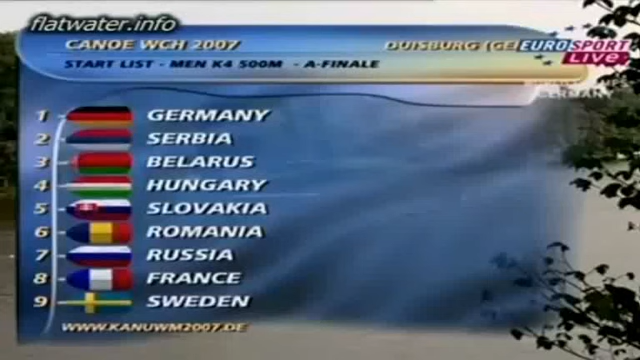 flatwater.info
CANOE WCH 2007
DUISBURG (GE
EUROSPORT
LIVE
START LIST - MEN K4 500M - A-FINALE
1 GERMANY
2 SERBIA
3 BELARUS
4 HUNGARY
5 SLOVAKIA
6 ROMANIA
7 RUSSIA
8 FRANCE
9 SWEDEN
WWW.KANUWM2007.DE